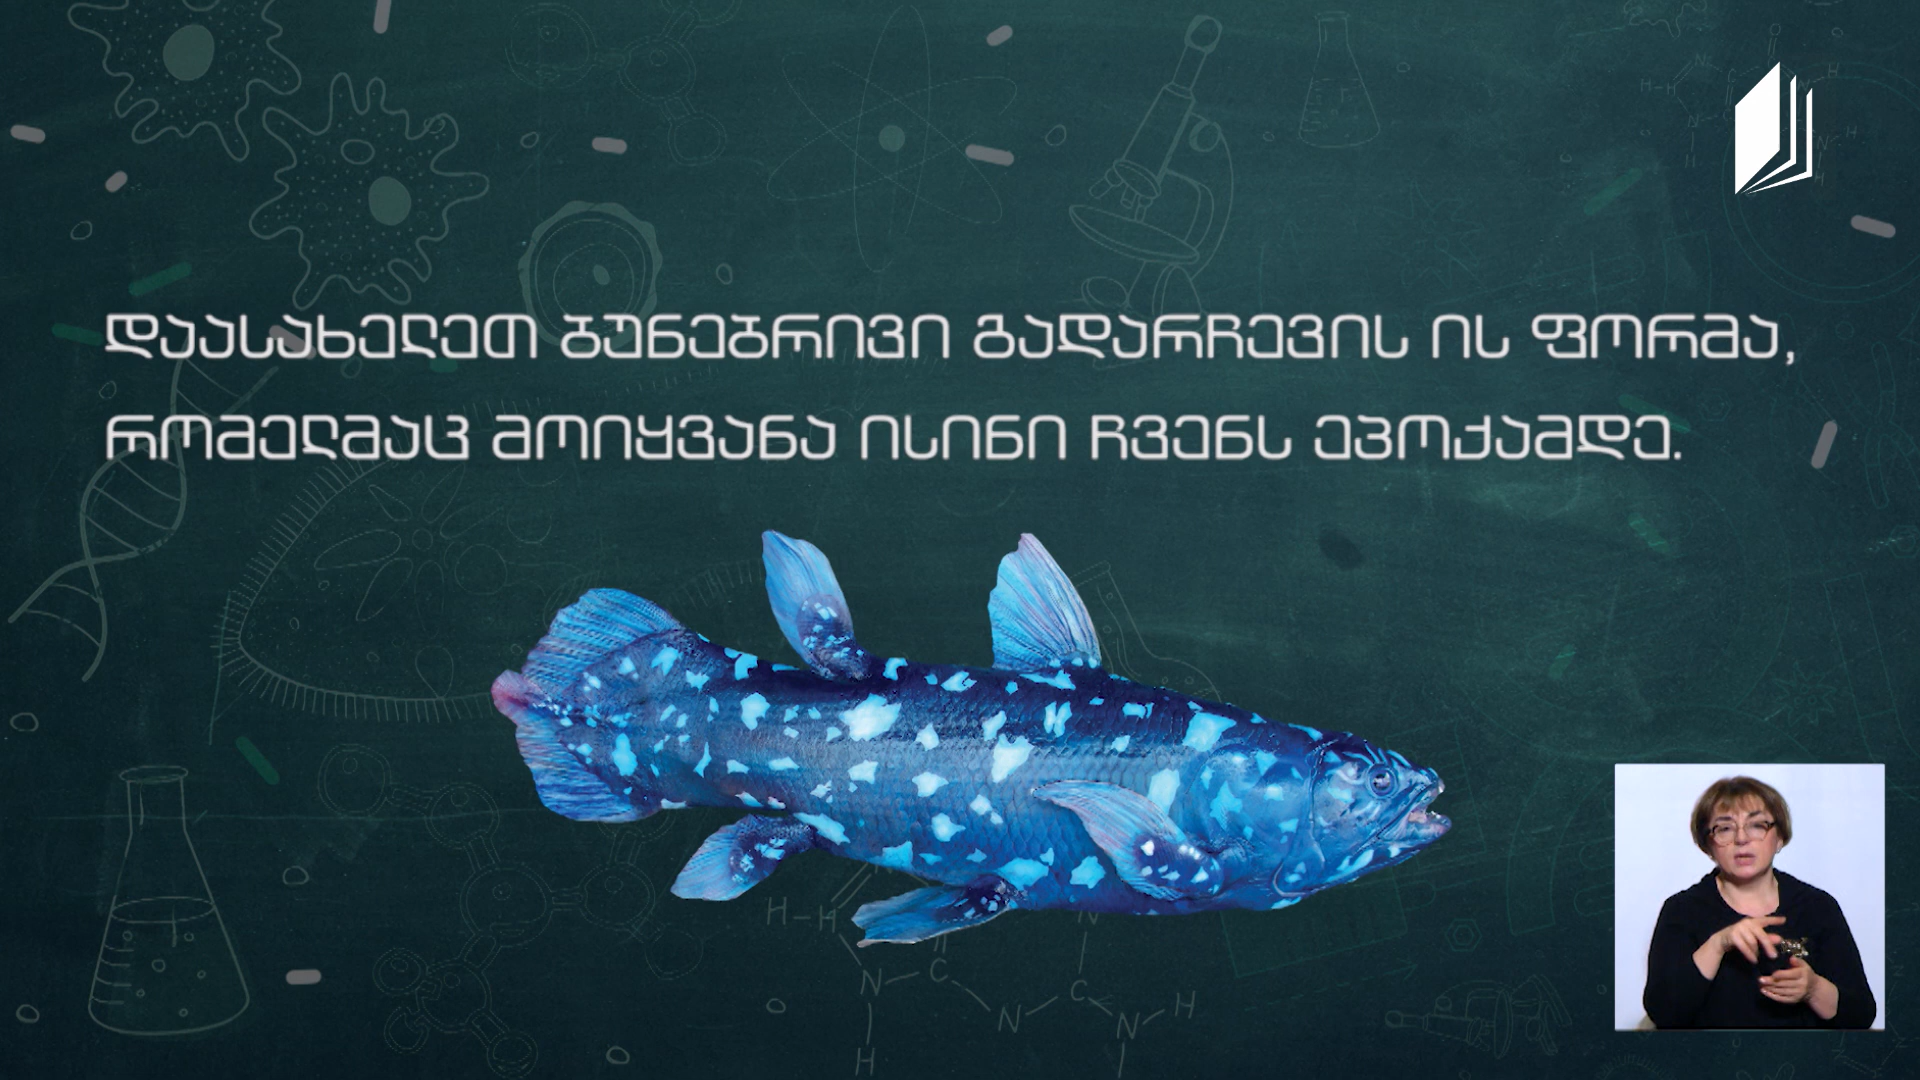 დაასახელეთ ბუნებრივი გადარჩევის ის ფორმა,
რომელმაც მოიყვანა ისინი ჩვენს ეპოქამდე.
H-H
N
C
N
C
N
H
N
H